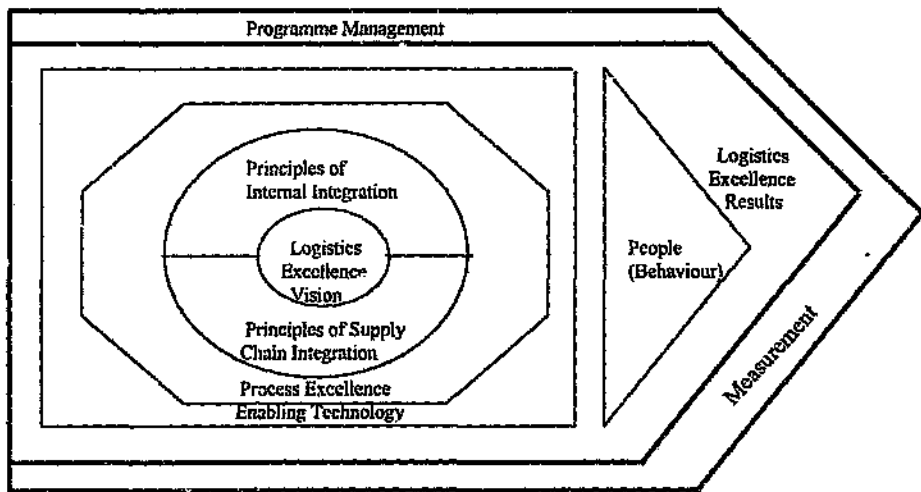 Programme Management
Principles of
Internal Integration
Logistics
Excellence
Vision
Principles of Supply
Chain Integration
Process Excellence
Enabling Technology
People
(Behaviour)
Logistics
Excellence
Results
Measurement